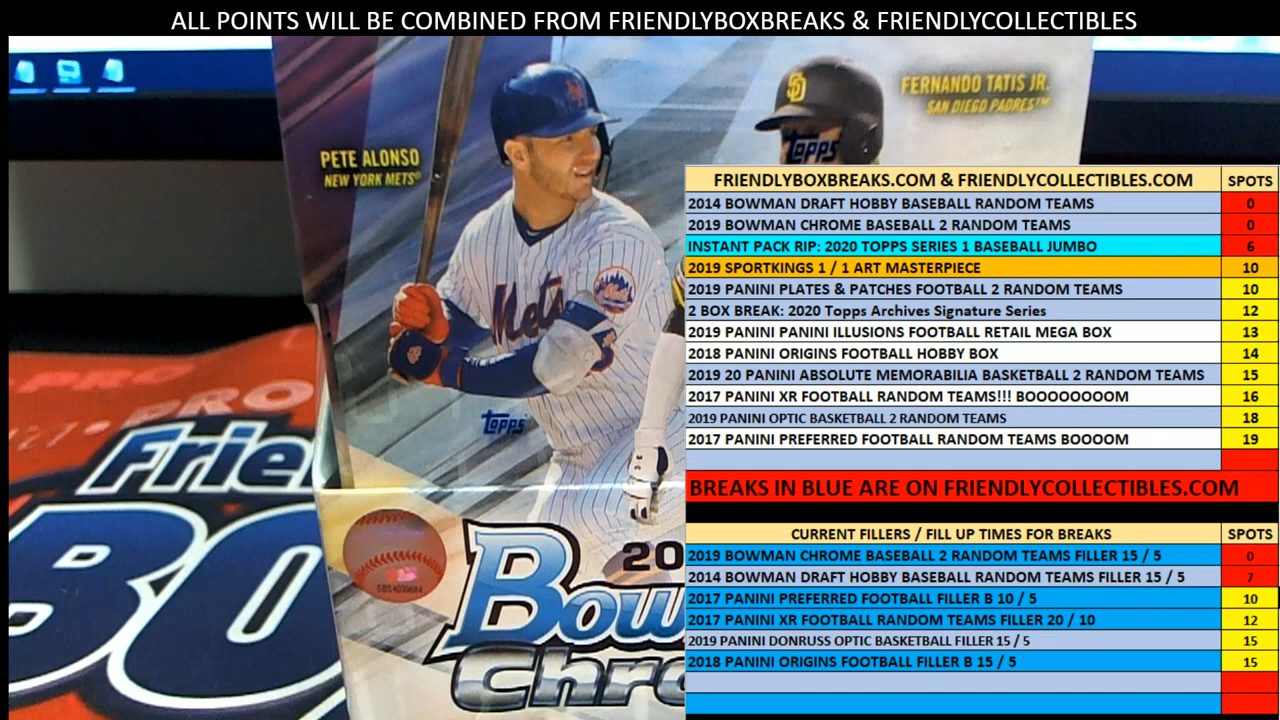 ALL POINTS WILL BE COMBINED FROM FRIENDLYBOXBREAKS & FRIENDLYCOLLECTIBLES
PETE ALONSO
NEW YORK METS®
FERNANDO TATIS JR.
SAN DIEGO PADRES™
Topps
Mets
Mets
Topps
20
Bow
Chro
PRO
PRO
Frie
BO
FRIENDLYBOXBREAKS.COM & FRIENDLYCOLLECTIBLES.COM SPOTS
2014 BOWMAN DRAFT HOBBY BASEBALL RANDOM TEAMS 0
2019 BOWMAN CHROME BASEBALL 2 RANDOM TEAMS 0
INSTANT PACK RIP: 2020 TOPPS SERIES 1 BASEBALL JUMBO 6
2019 SPORTKINGS 1 / 1 ART MASTERPIECE 10
2019 PANINI PLATES & PATCHES FOOTBALL 2 RANDOM TEAMS 10
2 BOX BREAK: 2020 Topps Archives Signature Series 12
2019 PANINI PANINI ILLUSIONS FOOTBALL RETAIL MEGA BOX 13
2018 PANINI ORIGINS FOOTBALL HOBBY BOX 14
2019 20 PANINI ABSOLUTE MEMORABILIA BASKETBALL 2 RANDOM TEAMS 15
2017 PANINI XR FOOTBALL RANDOM TEAMS!!! BOOOOOOOOM 16
2019 PANINI OPTIC BASKETBALL 2 RANDOM TEAMS 18
2017 PANINI PREFERRED FOOTBALL RANDOM TEAMS BOOOOM 19
BREAKS IN BLUE ARE ON FRIENDLYCOLLECTIBLES.COM
CURRENT FILLERS / FILL UP TIMES FOR BREAKS SPOTS
2019 BOWMAN CHROME BASEBALL 2 RANDOM TEAMS FILLER 15 / 5 0
2014 BOWMAN DRAFT HOBBY BASEBALL RANDOM TEAMS FILLER 15 / 5 7
2017 PANINI PREFERRED FOOTBALL FILLER B 10 / 5 10
2017 PANINI XR FOOTBALL RANDOM TEAMS FILLER 20 / 10 12
2019 PANINI DONRUSS OPTIC BASKETBALL FILLER 15 / 5 15
2018 PANINI ORIGINS FOOTBALL FILLER B 15 / 5 15